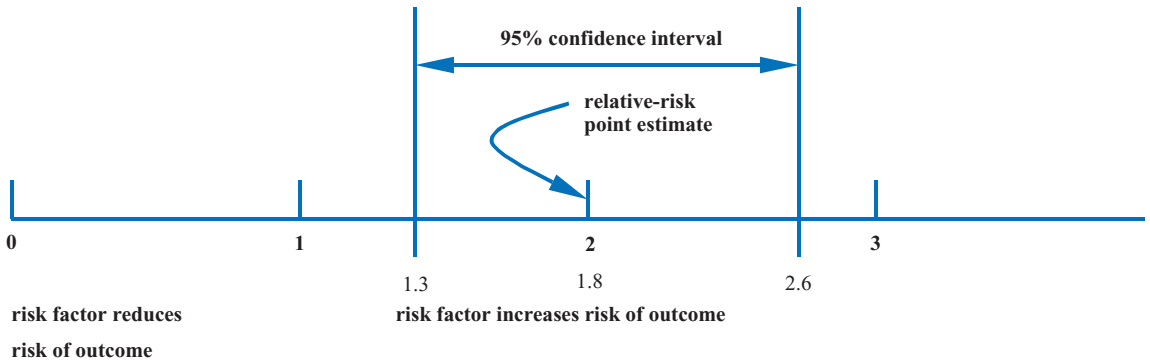 95% confidence interval
relative-risk
point estimate
0 1 2 3
1.3 1.8 2.6
risk factor reduces risk factor increases risk of outcome
risk of outcome